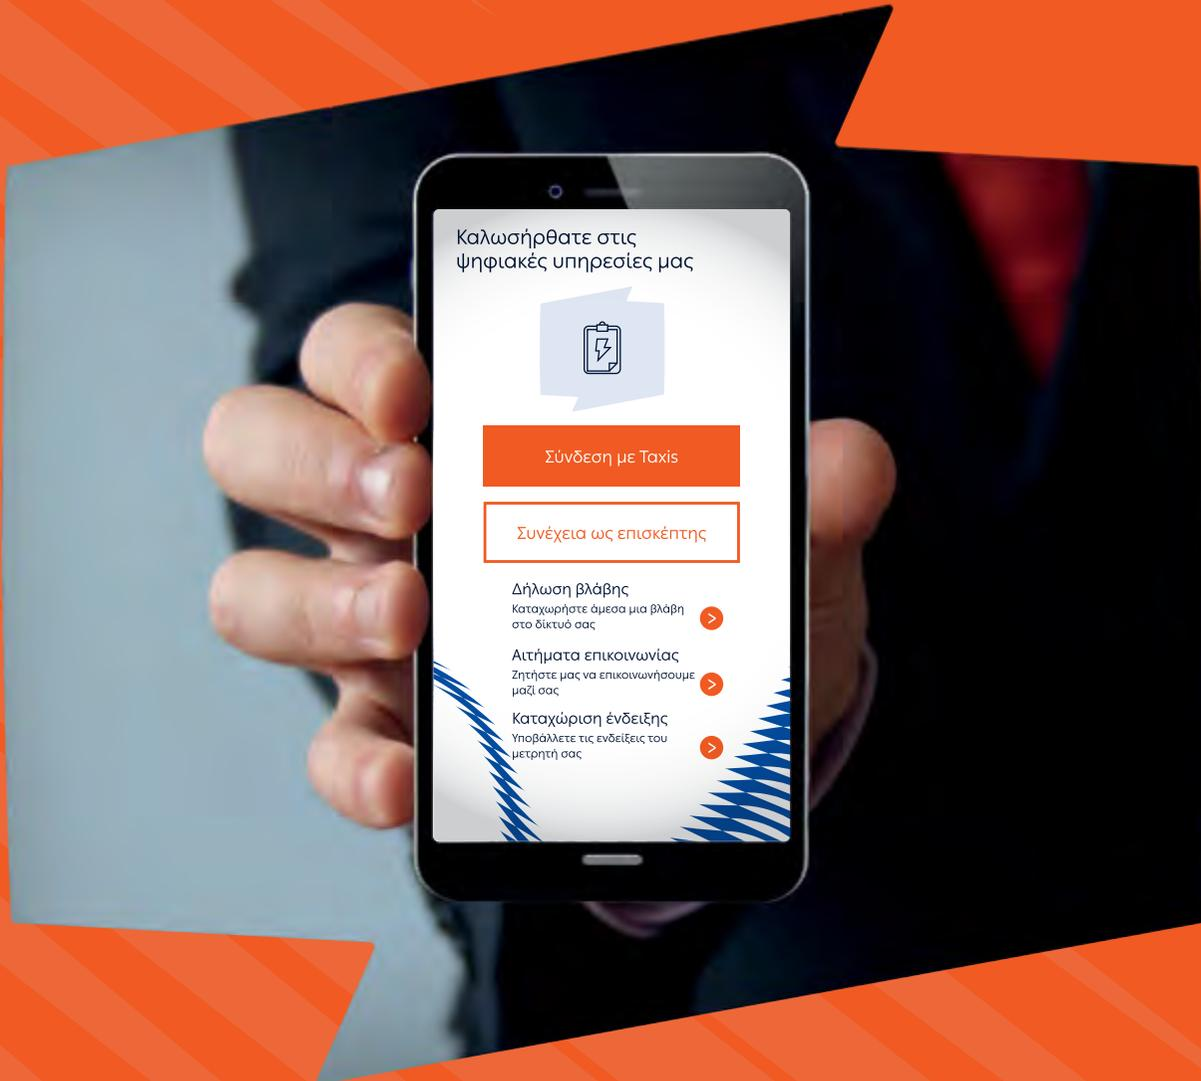 Καλωσήρθατε στις
ψηφιακές υπηρεσίες μας
Σύνδεση με Taxis
Συνέχεια ως επισκέπτης
Δήλωση βλάβης
Καταχωρήστε άμεσα μια βλάβη
στο δίκτυό σας
Αιτήματα επικοινωνίας
Ζητήστε μας να επικοινωνήσουμε
μαζί σας
Καταχώριση ένδειξης
Υποβάλλετε τις ενδείξεις του
μετρητή σας